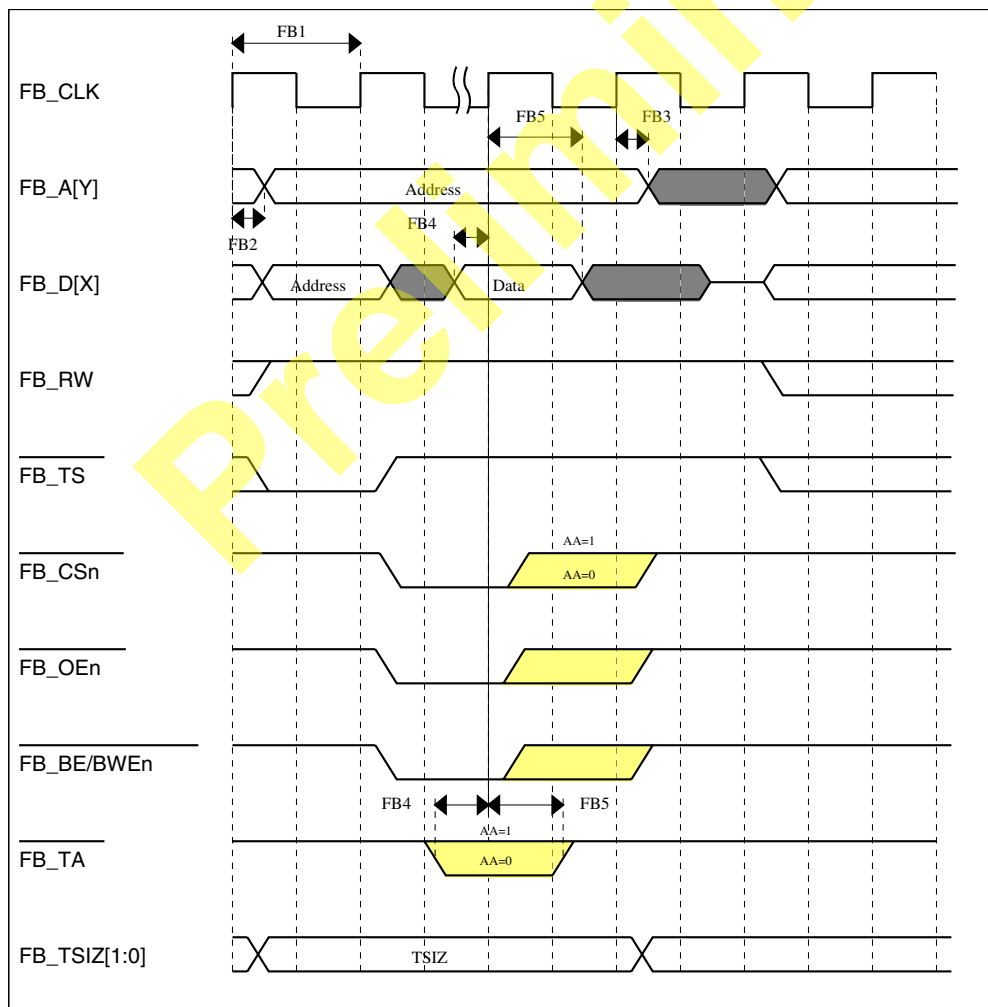 FB1
FB_CLK
FB5
FB3
FB_A[Y]
Address
FB2
FB4
FB_D[X]
Address
Data
FB_RW
FB_TS
FB_CSn
AA=1
AA=0
FB_OEn
FB_BE/BWEn
FB4
FB5
AA=1
FB_TA
AA=0
FB_TSIZ[1:0]
TSIZ
Prelimin